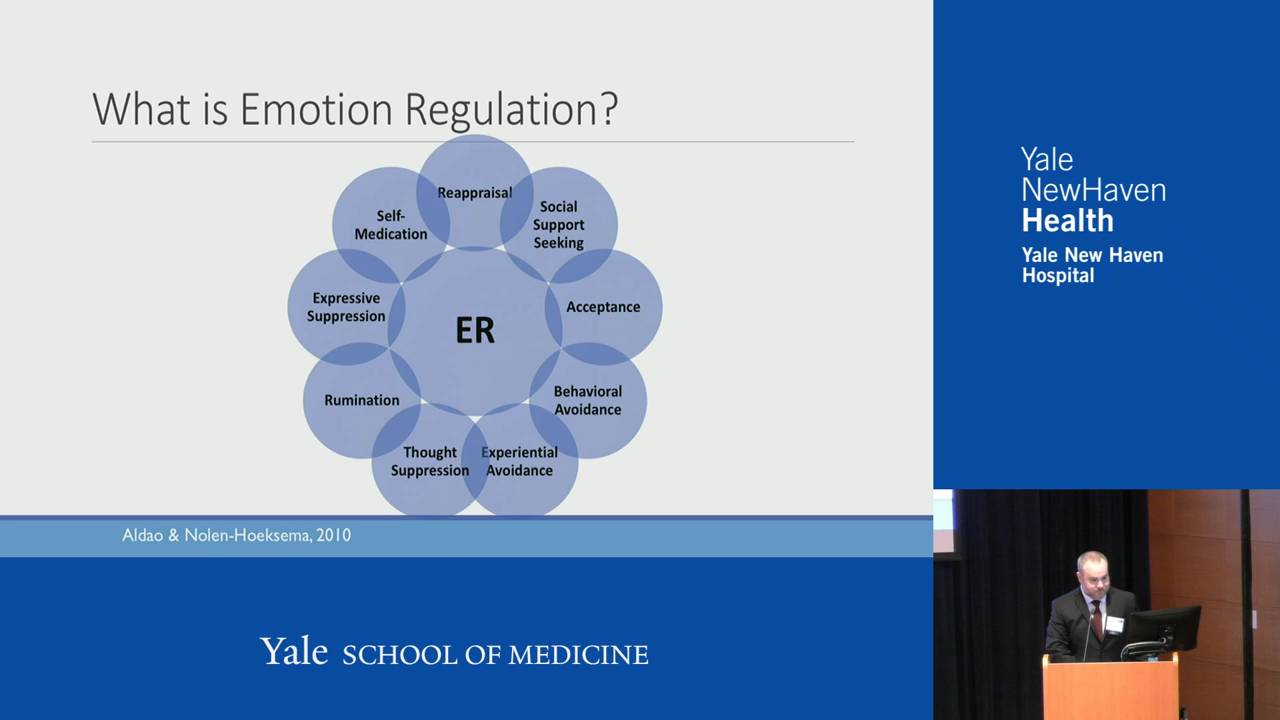 What is Emotion Regulation?
Reappraisal
Social
Support
Seeking
Acceptance
Behavioral
Avoidance
Experiential
Avoidance
Thought
Suppression
Rumination
Expressive
Suppression
Self-
Medication
ER
Aldao & Nolen-Hoeksema, 2010
Yale SCHOOL OF MEDICINE
Yale
NewHaven
Health
Yale New Haven
Hospital